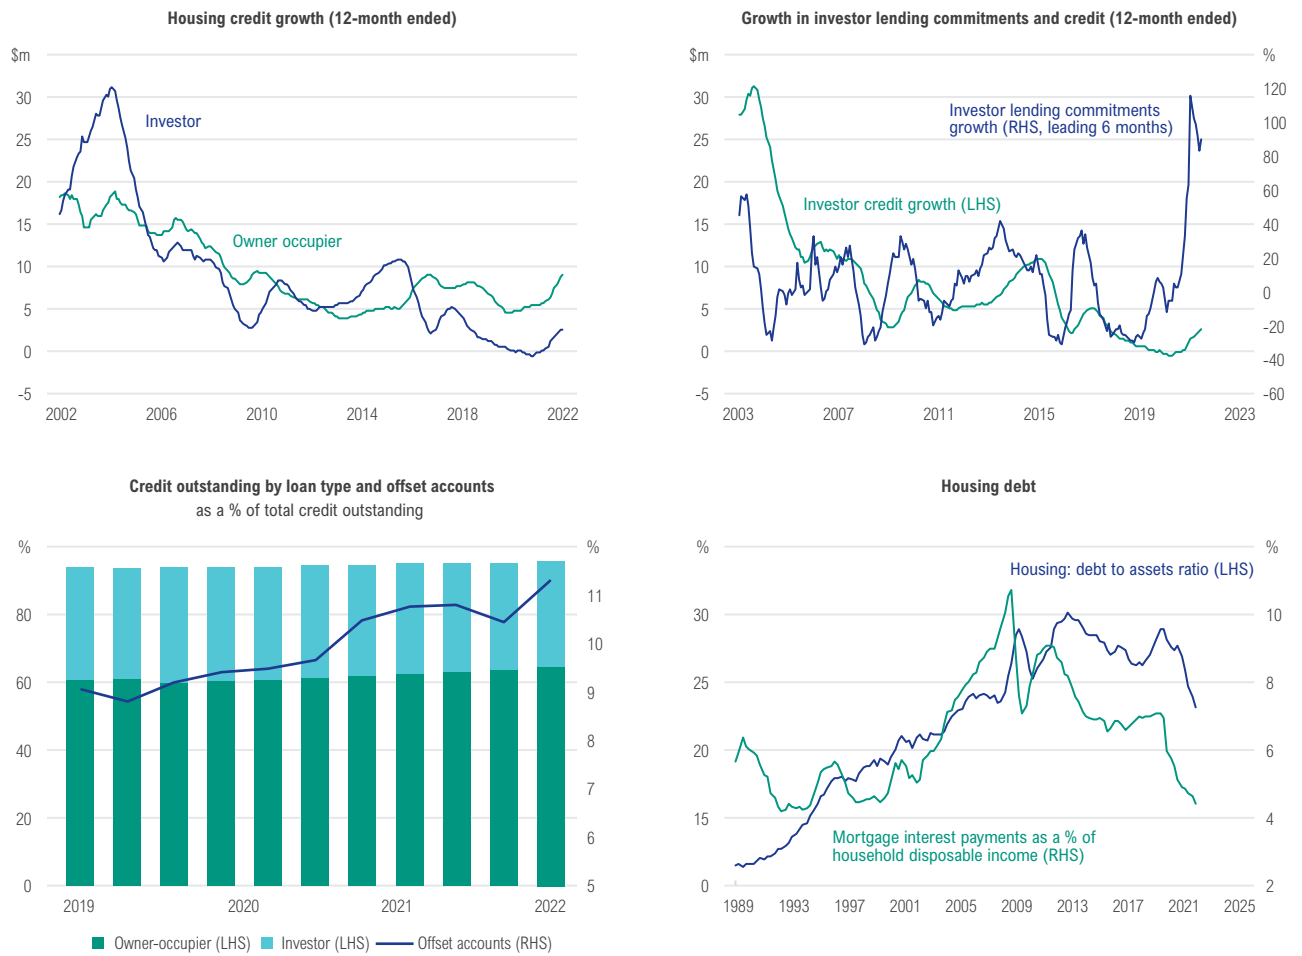 Housing credit growth (12-month ended)
$m
30
25
20
15
10
5
0
-5
Investor
Owner occupier
2002 2006 2010 2014 2018 2022
Growth in investor lending commitments and credit (12-month ended)
$m %
30
25
20
15
10
5
0
-5
Investor lending commitments
growth (RHS, leading 6 months)
Investor credit growth (LHS)
120
100
80
60
40
20
0
-20
-40
-60
2003 2007 2011 2015 2019 2023
Credit outstanding by loan type and offset accounts
as a % of total credit outstanding
% %
80
60
40
20
0
11
10
9
8
7
6
5
2019 2020 2021 2022
Owner-occupier (LHS) Investor (LHS) Offset accounts (RHS)
Housing debt
% %
Housing: debt to assets ratio (LHS)
30
25
20
15
0
Mortgage interest payments as a % of
household disposable income (RHS)
10
8
6
4
2
1989 1993 1997 2001 2005 2009 2013 2017 2021 2025